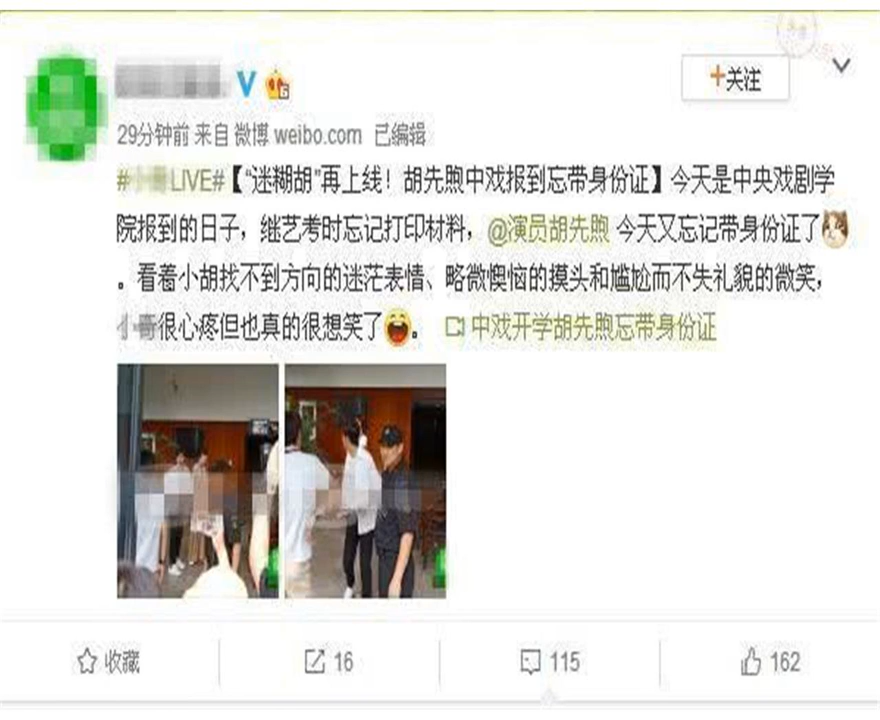 +关注
29分钟前 来自 微博 weibo.com 已编辑
#LIVE#【“迷糊胡”再上线！胡先煦中戏报到忘带身份证】今天是中央戏剧学
院报到的日子，继艺考时忘记打印材料，@演员胡先煦 今天又忘记带身份证了
。看着小胡找不到方向的迷茫表情、略微懊恼的摸头和尴尬而不失礼貌的微笑，
很心疼但也真的很想笑了。 中戏开学胡先煦忘带身份证
收藏
16
115
162